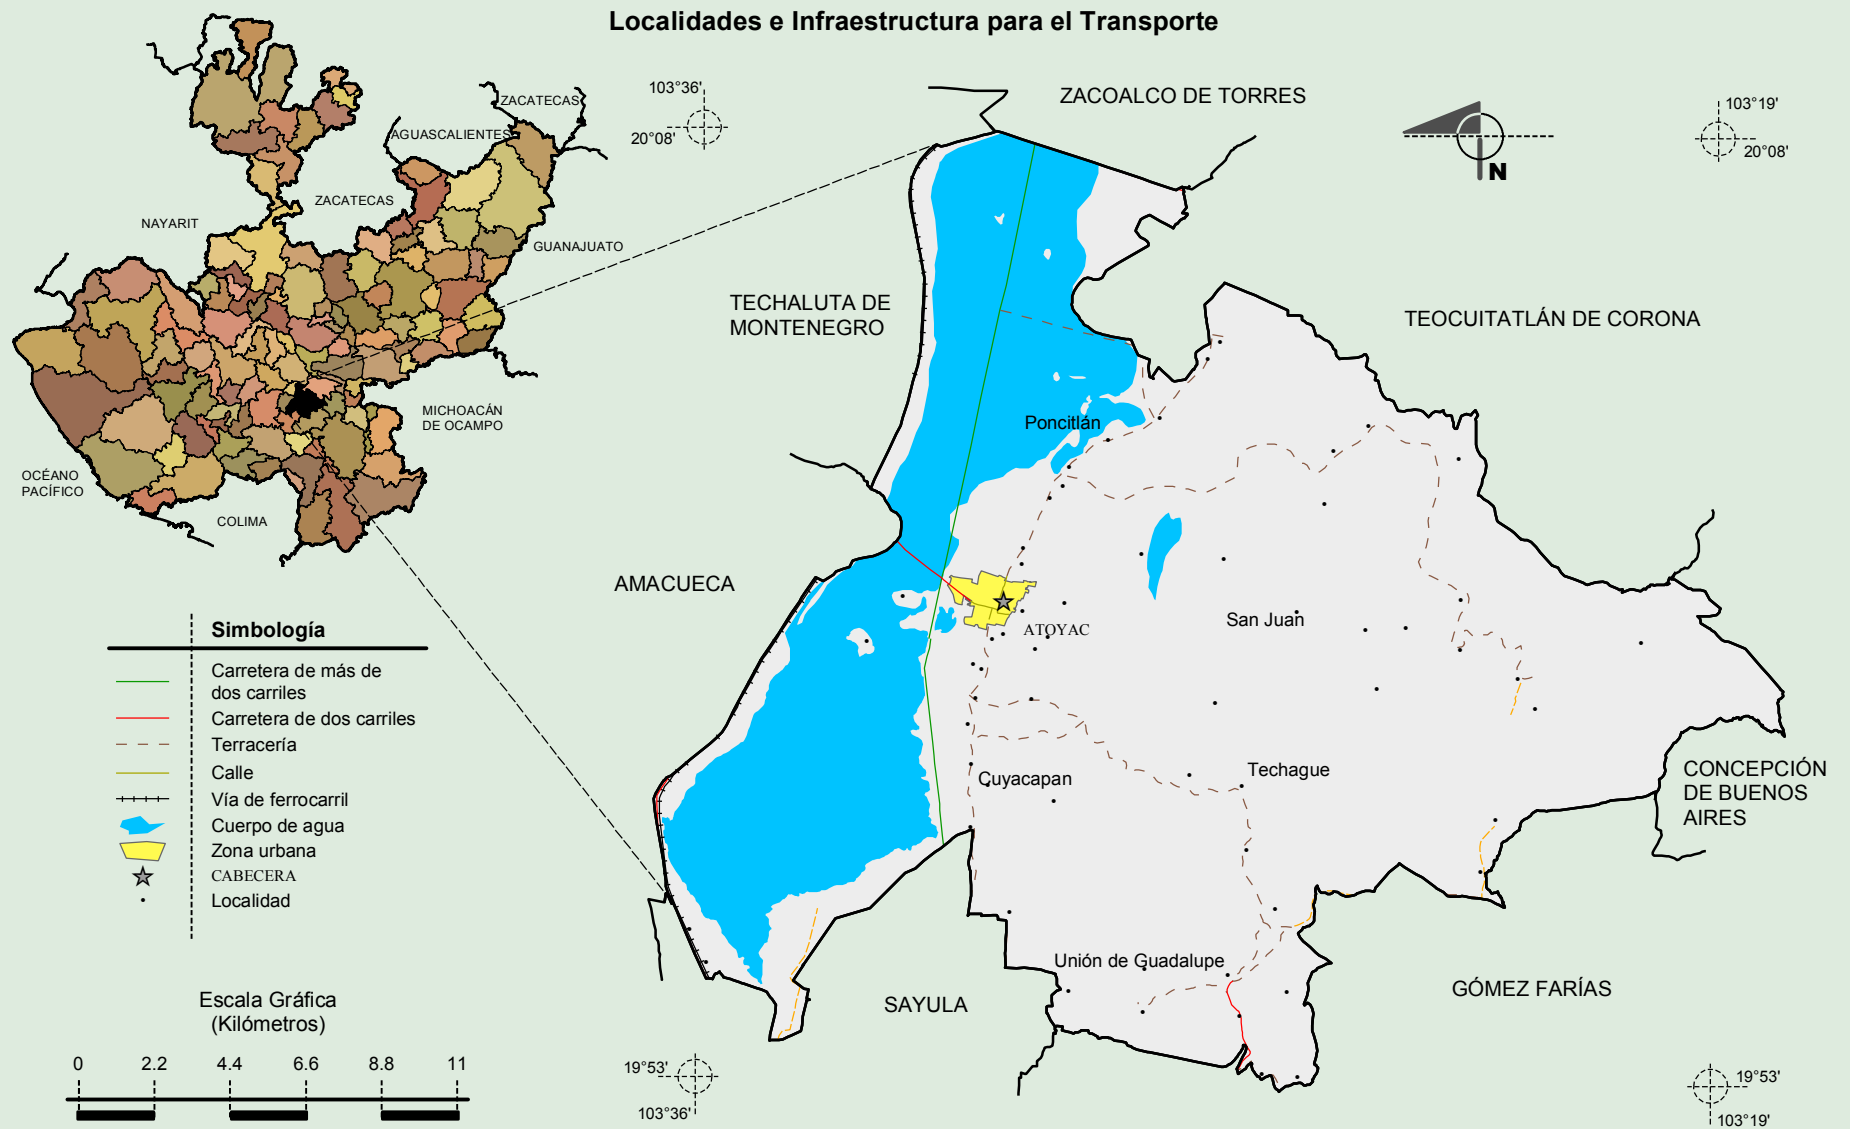 Localidades e Infraestructura para el Transporte
103°36'
20°08'
ZACOALCO DE TORRES
103°19'
20°08'
N
ZACATECAS
AGUASCALIENTES
ZACATECAS
NAYARIT
GUANAJUATO
MICHOACÁN
DE OCAMPO
OCÉANO
PACÍFICO
COLIMA
TECHALUTA DE
MONTENEGRO
TEOCUITATLÁN DE CORONA
Poncitlán
AMACUECA
ATOYAC
San Juan
Cuyacapan
Techague
CONCEPCIÓN
DE BUENOS
AIRES
Unión de Guadalupe
SAYULA
GÓMEZ FARÍAS
Simbología
Carretera de más de
dos carriles
Carretera de dos carriles
Terracería
Calle
Vía de ferrocarril
Cuerpo de agua
Zona urbana
CABECERA
Localidad
Escala Gráfica
(Kilómetros)
0 2.2 4.4 6.6 8.8 11
19°53'
103°36'
19°53'
103°19'